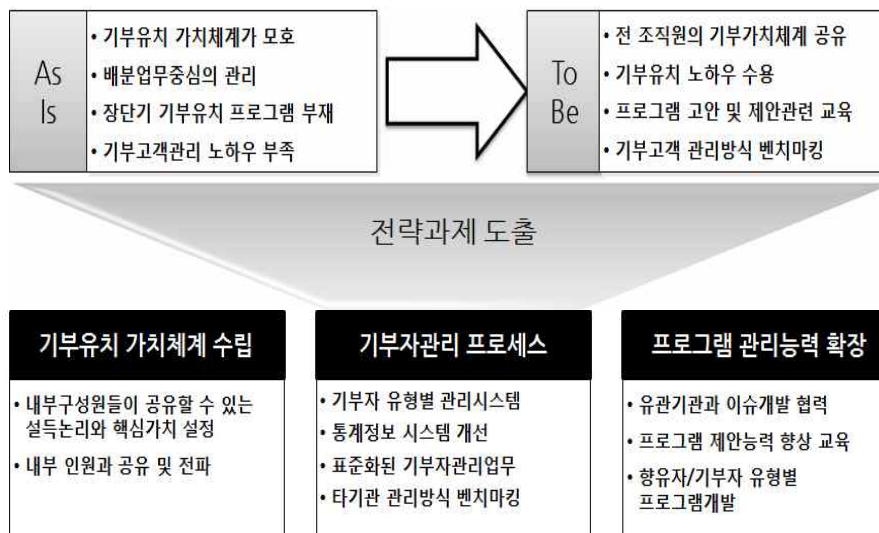 As
Is
• 기부유치 가치체계가 모호
• 배분업무중심의 관리
• 장단기 기부유치 프로그램 부재
• 기부고객관리 노하우 부족
To
Be
• 전 조직원의 기부가치체계 공유
• 기부유치 노하우 수용
• 프로그램 고안 및 제안관련 교육
• 기부고객 관리방식 벤치마킹
전략과제 도출
기부유치 가치체계 수립
• 내부구성원들이 공유할 수 있는
설득논리와 핵심가치 설정
• 내부 인원과 공유 및 전파
기부자관리 프로세스
• 기부자 유형별 관리시스템
• 통계정보 시스템 개선
• 표준화된 기부자관리업무
• 타기관 관리방식 벤치마킹
프로그램 관리능력 확장
• 유관기관과 이슈개발 협력
• 프로그램 제안능력 향상 교육
• 향유자/기부자 유형별
프로그램개발